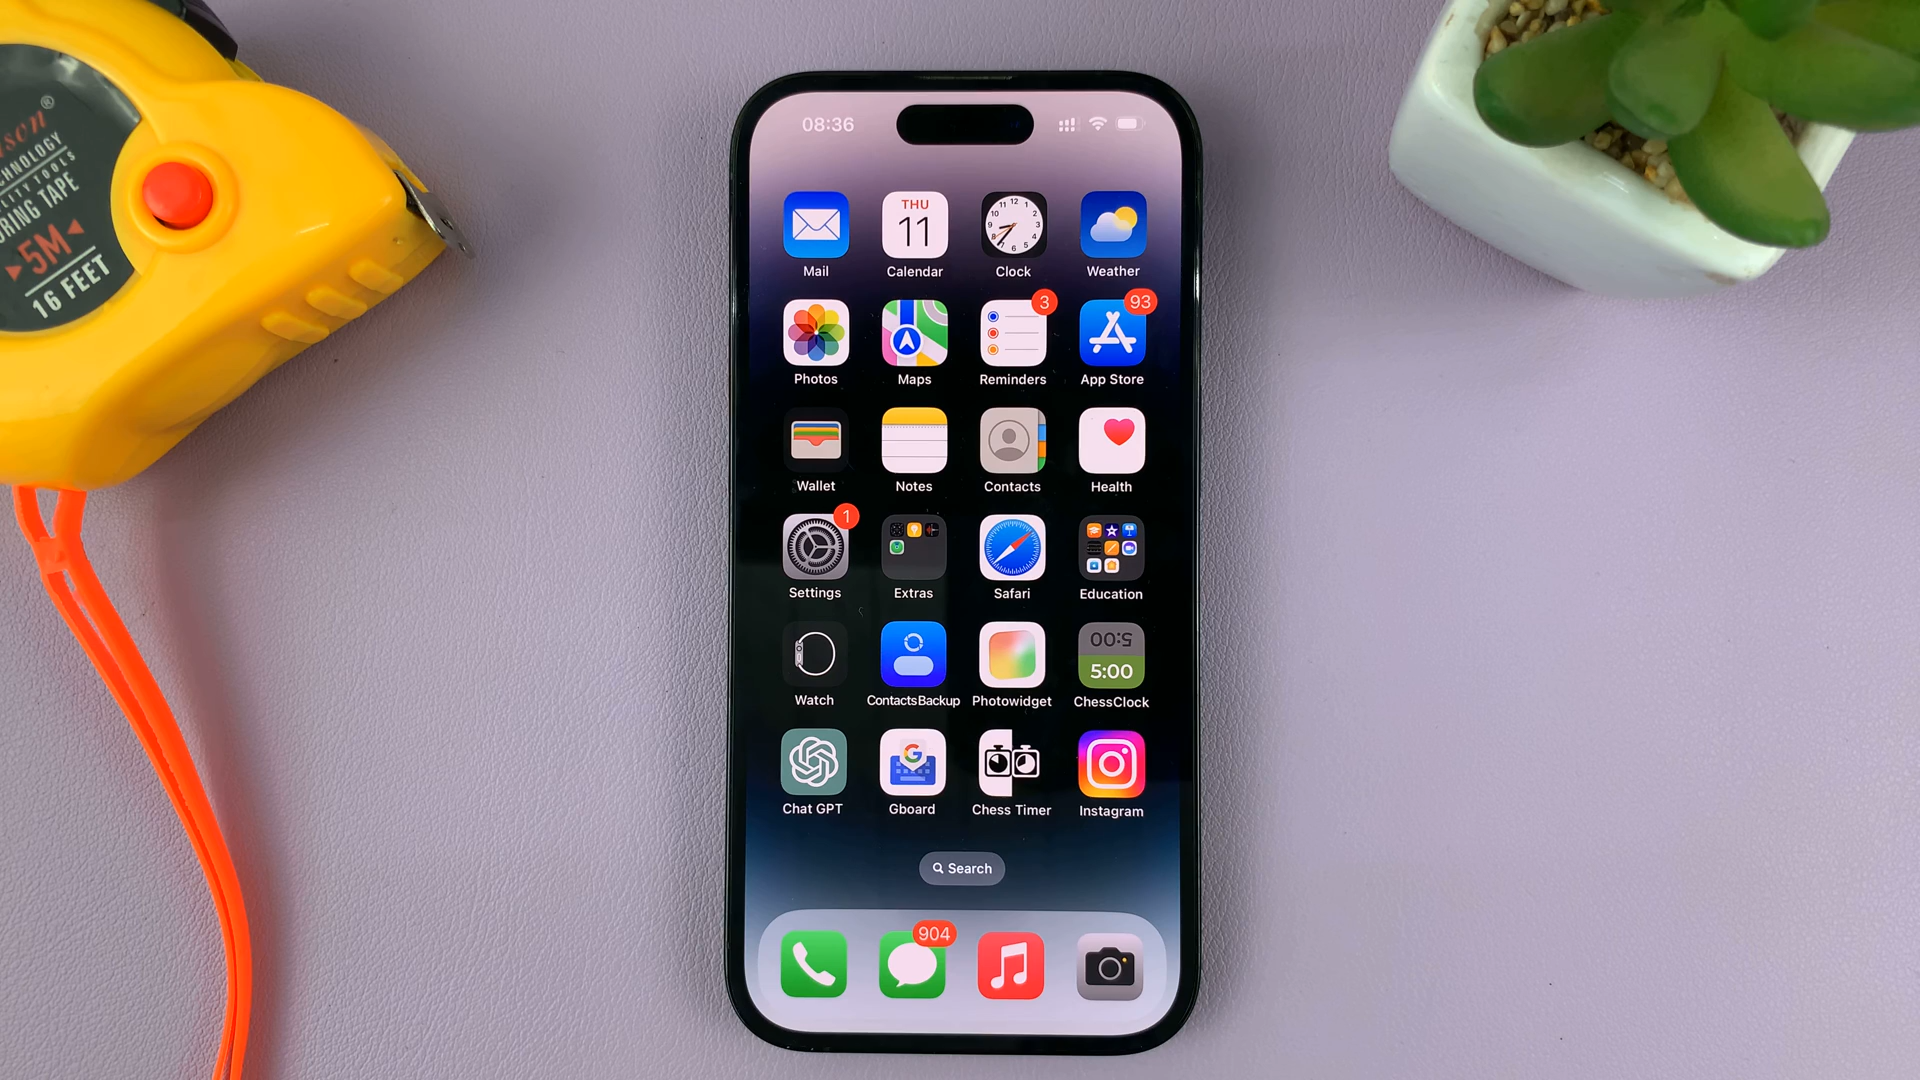 ®
5M
16 FEET
08:36
THU
11
Mail
Calendar
Clock
Weather
3
93
Photos
Maps
Reminders
App Store
Wallet
Notes
Contacts
Health
1
Settings
Extras
Safari
Education
00:5
5:00
Watch
ContactsBackup
Photowidget
ChessClock
G
Chat GPT
Gboard
Chess Timer
Instagram
Search
904